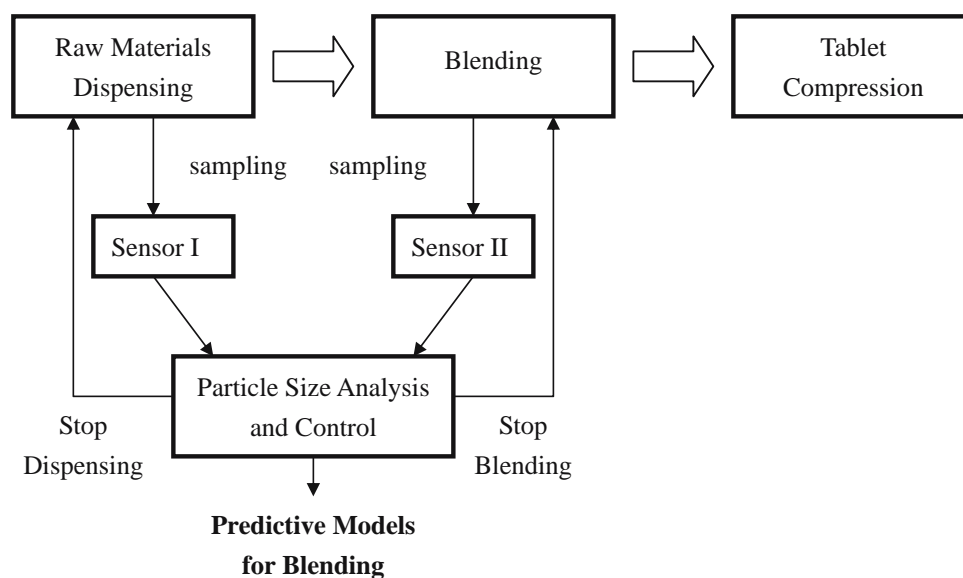 Raw Materials
Dispensing
Blending
Tablet
Compression
sampling
sampling
Sensor I
Sensor II
Particle Size Analysis
and Control
Stop
Dispensing
Stop
Blending
Predictive Models
for Blending